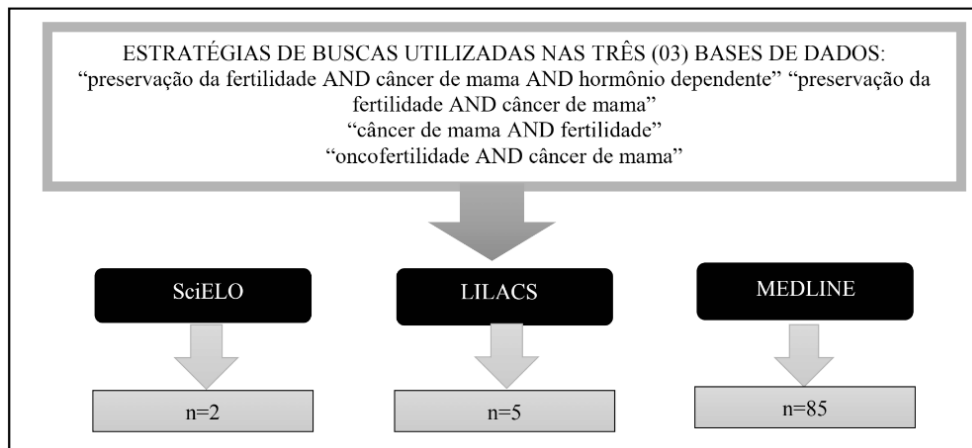 ESTRATÉGIAS DE BUSCAS UTILIZADAS NAS TRÊS (03) BASES DE DADOS:
“preservação da fertilidade AND câncer de mama AND hormônio dependente” “preservação da
fertilidade AND câncer de mama”
“câncer de mama AND fertilidade”
“oncofertilidade AND câncer de mama”
SciELO
LILACS
MEDLINE
n=2
n=5
n=85